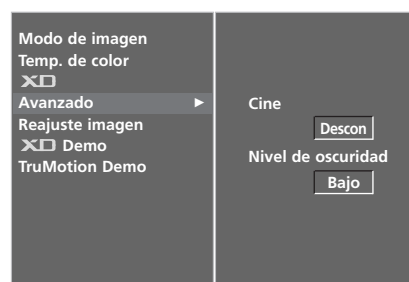 Modo de imagen
Temp. de color
XD
Avanzado ►
Reajuste imagen
XD Demo
TruMotion Demo
Cine
Descon
Nivel de oscuridad
Bajo